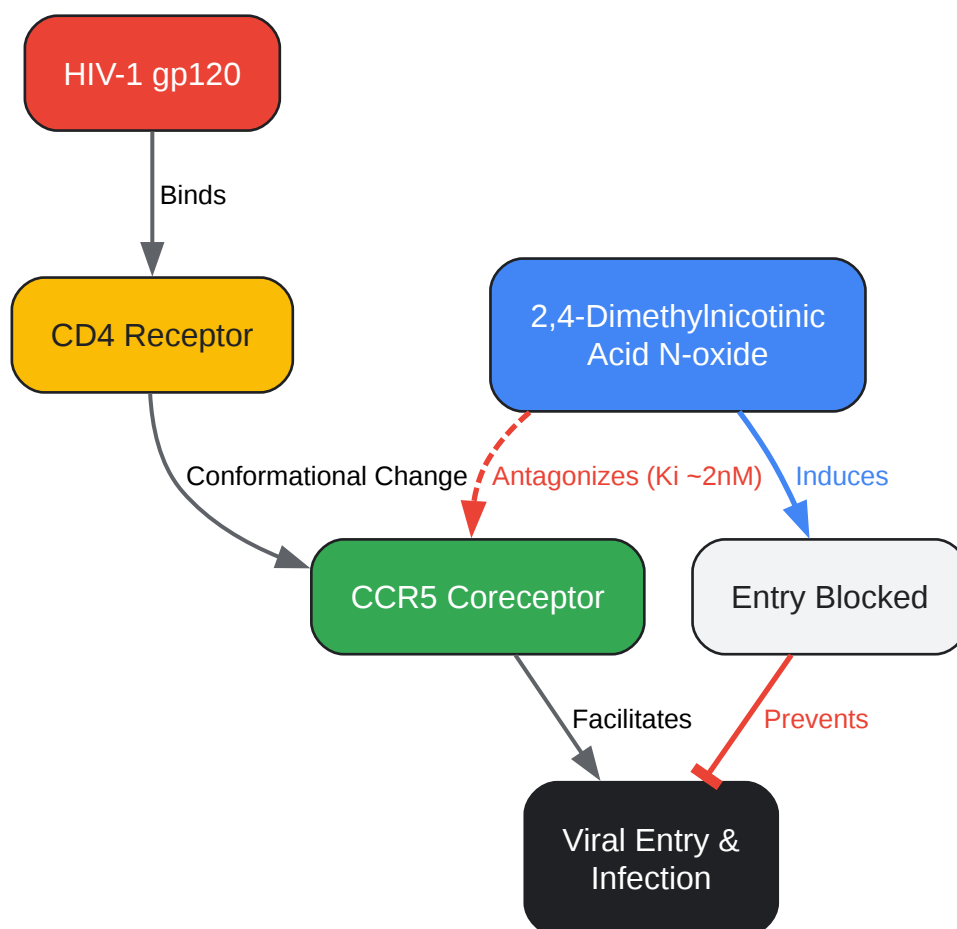 HIV-1 gp120
Binds
CD4 Receptor
2,4-Dimethylnicotinic
Acid N-oxide
Conformational Change
Antagonizes (Ki ~2nM)
Induces
CCR5 Coreceptor
Entry Blocked
Facilitates
Prevents
Viral Entry &
Infection